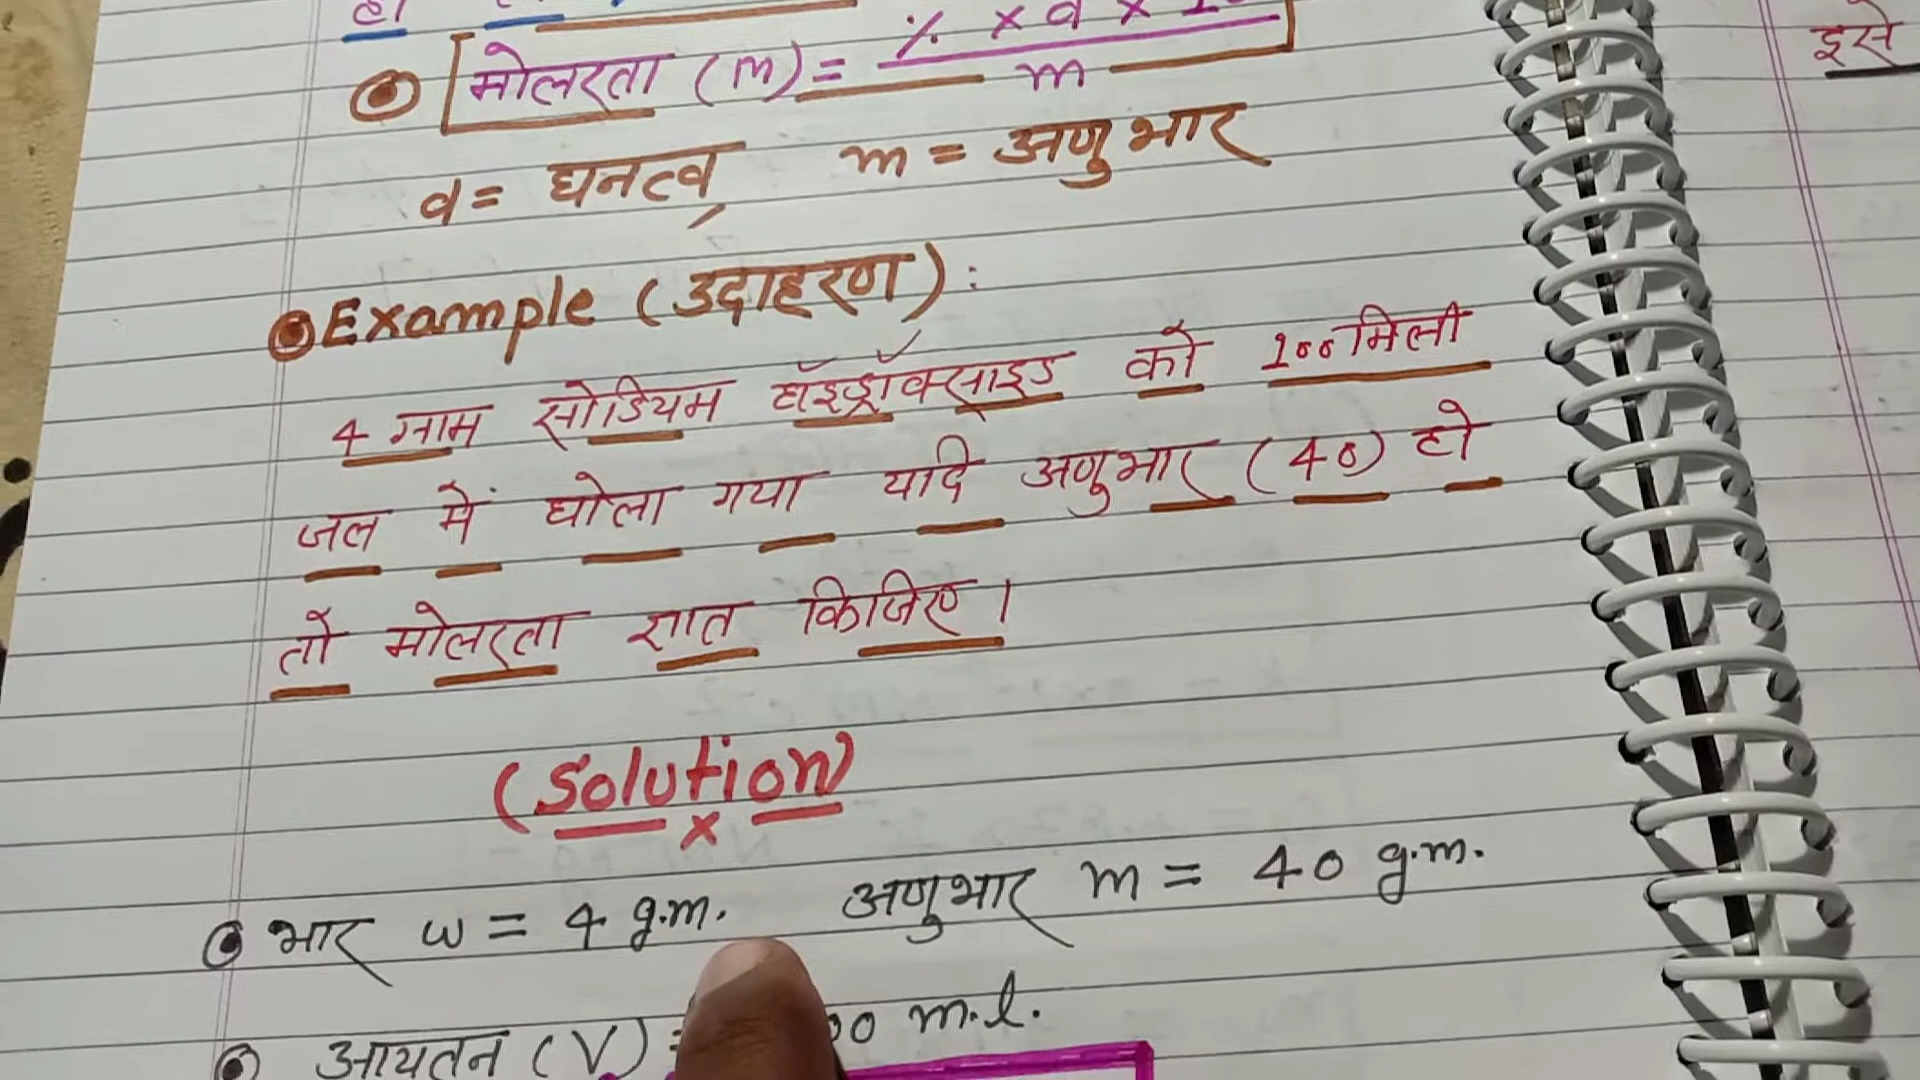 इसे
मोलरता (m) = % × d ×
m
d = घनत्व m = अणुभार
Example (उदाहरण) :
4 ग्राम सोडियम हॉइड्रॉक्साइड को 100 मिली
जल में घोला गया यदि अणुभार (40) हो
तो मोलरता ज्ञात किजिए।
(Solution)
×
भार w = 4 g.m. अणुभार m = 40 g.m.
आयतन (V) = 00 m.l.